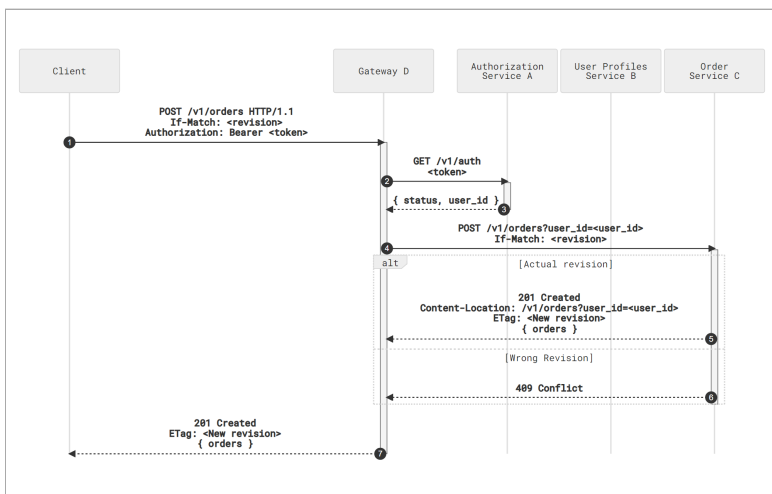 Client
Gateway D
Authorization
Service A
User Profiles
Service B
Order
Service C
POST /v1/orders HTTP/1.1
If-Match: <revision>
Authorization: Bearer <token>
1
GET /v1/auth
<token>
2
{ status, user_id }
3
POST /v1/orders?user_id=<user_id>
If-Match: <revision>
4
alt
[Actual revision]
201 Created
Content-Location: /v1/orders?user_id=<user_id>
ETag: <New revision>
{ orders }
5
[Wrong Revision]
409 Conflict
6
201 Created
ETag: <New revision>
{ orders }
7